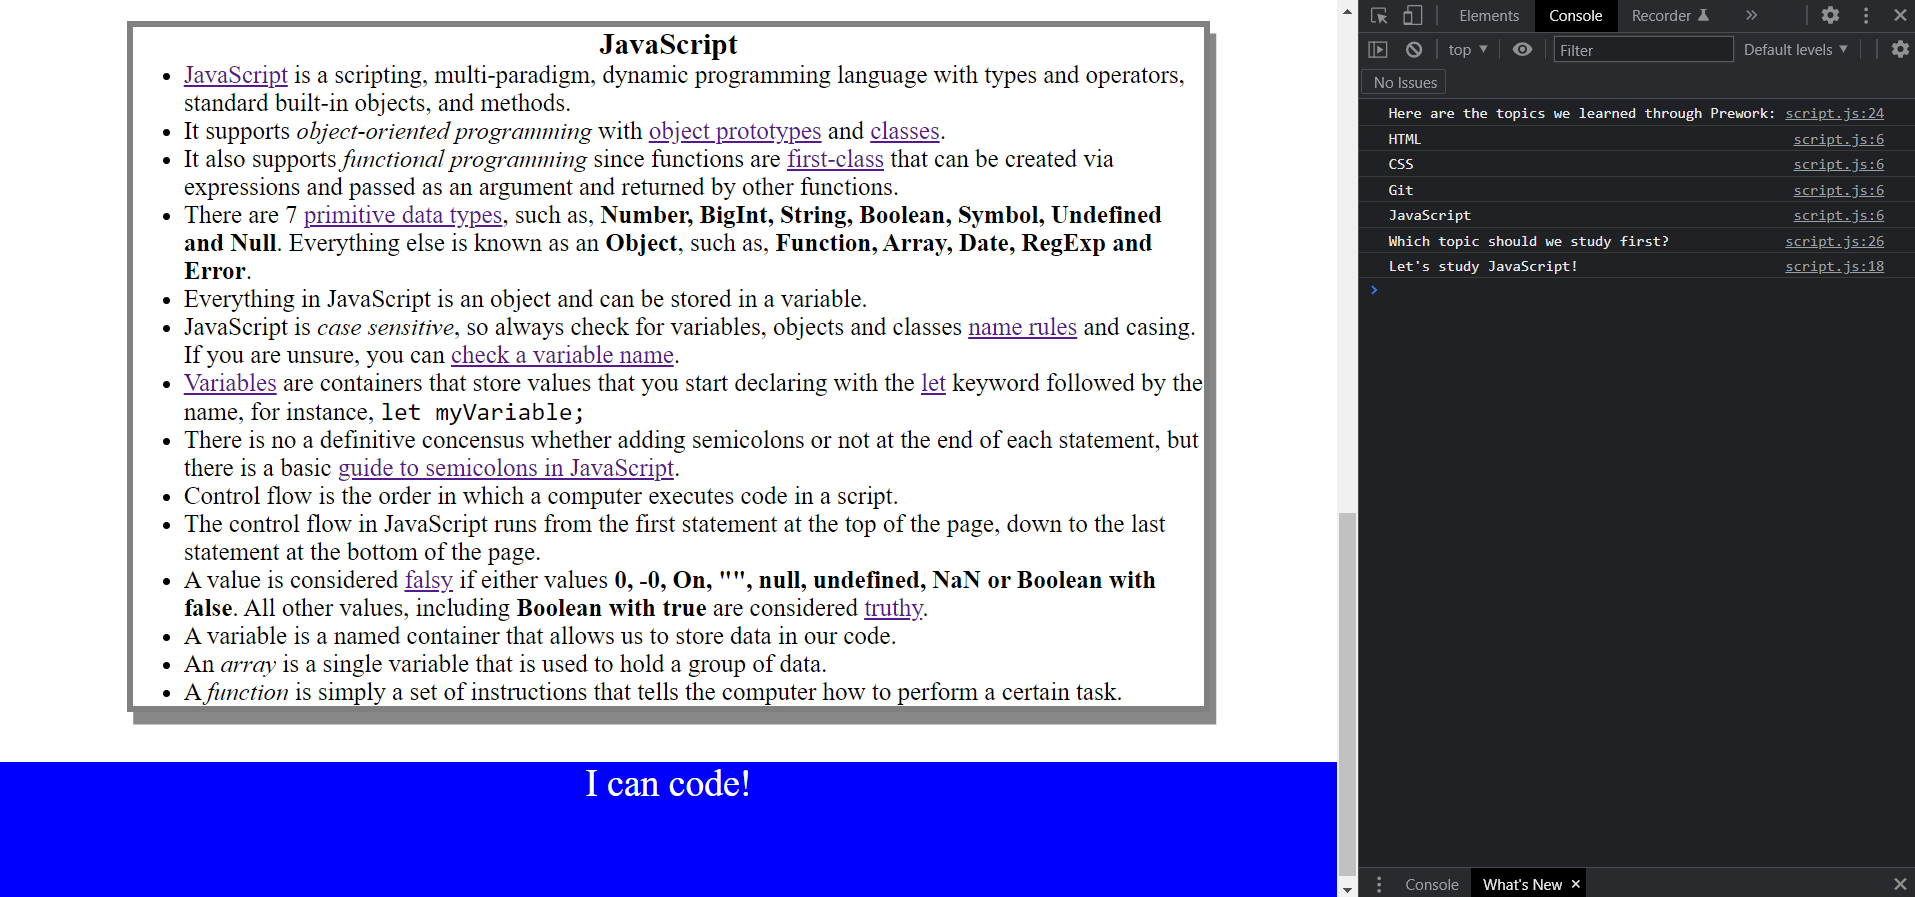 JavaScript
• JavaScript is a scripting, multi-paradigm, dynamic programming language with types and operators,
standard built-in objects, and methods.
• It supports object-oriented programming with object prototypes and classes.
• It also supports functional programming since functions are first-class that can be created via
expressions and passed as an argument and returned by other functions.
• There are 7 primitive data types, such as, Number, BigInt, String, Boolean, Symbol, Undefined
and Null. Everything else is known as an Object, such as, Function, Array, Date, RegExp and
Error.
• Everything in JavaScript is an object and can be stored in a variable.
• JavaScript is case sensitive, so always check for variables, objects and classes name rules and casing.
If you are unsure, you can check a variable name.
• Variables are containers that store values that you start declaring with the let keyword followed by the
name, for instance, let myVariable;
• There is no a definitive concensus whether adding semicolons or not at the end of each statement, but
there is a basic guide to semicolons in JavaScript.
• Control flow is the order in which a computer executes code in a script.
• The control flow in JavaScript runs from the first statement at the top of the page, down to the last
statement at the bottom of the page.
• A value is considered falsy if either values 0, -0, On, "", null, undefined, NaN or Boolean with
false. All other values, including Boolean with true are considered truthy.
• A variable is a named container that allows us to store data in our code.
• An array is a single variable that is used to hold a group of data.
• A function is simply a set of instructions that tells the computer how to perform a certain task.
I can code!
Elements Console Recorder
top Filter Default levels
No Issues
Here are the topics we learned through Prework: script.js:24
HTML script.js:6
CSS script.js:6
Git script.js:6
JavaScript script.js:6
Which topic should we study first? script.js:26
Let's study JavaScript! script.js:18
Console What's New